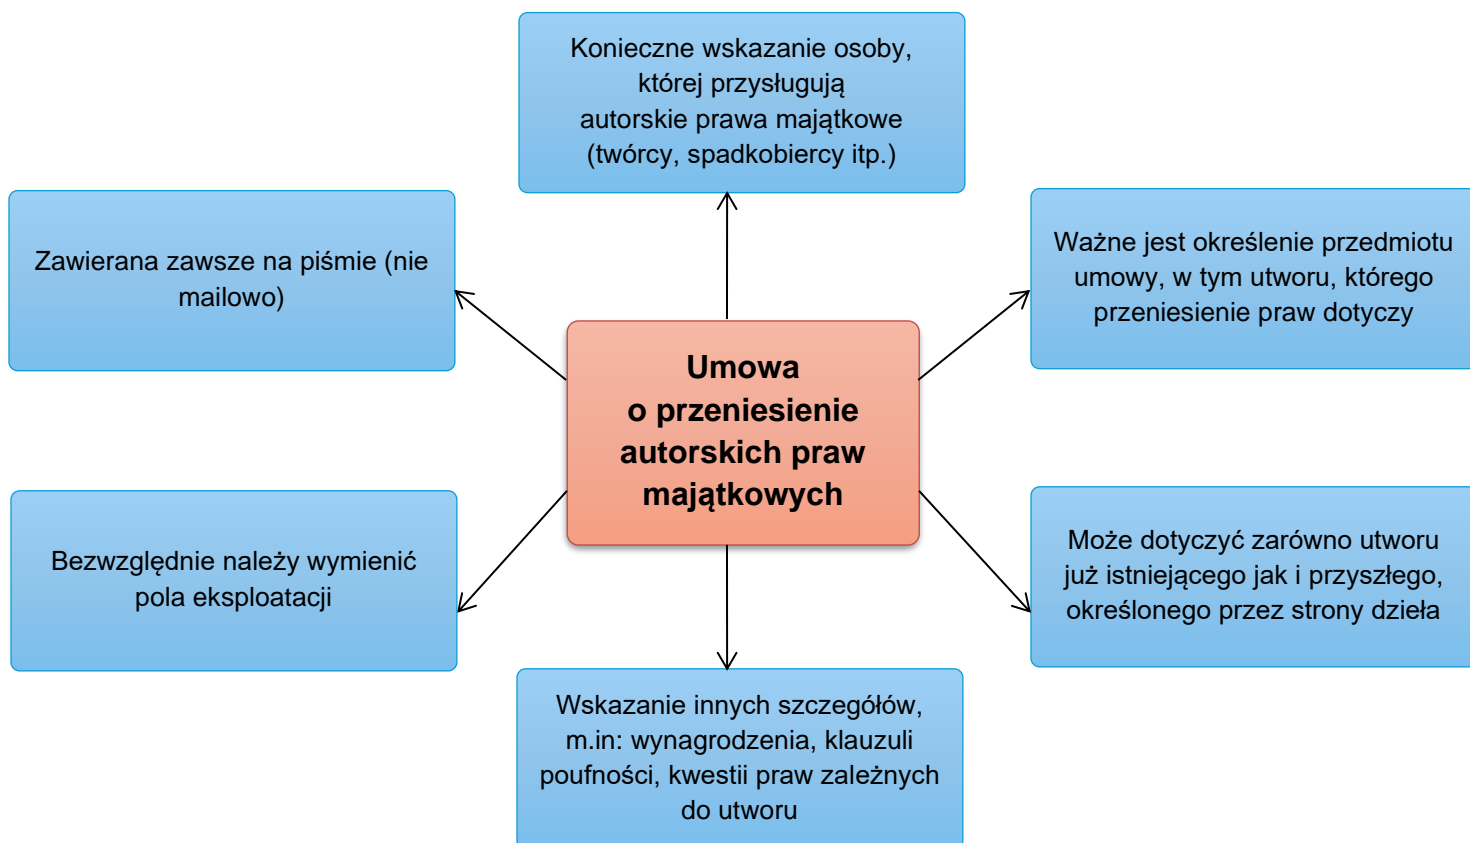 Konieczne wskazanie osoby,
której przysługują
autorskie prawa majątkowe
(twórcy, spadkobiercy itp.)
Zawierana zawsze na piśmie (nie
mailowo)
Ważne jest określenie przedmiotu
umowy, w tym utworu, którego
przeniesienie praw dotyczy
Umowa
o przeniesienie
autorskich praw
majątkowych
Bezwzględnie należy wymienić
pola eksploatacji
Może dotyczyć zarówno utworu
już istniejącego jak i przyszłego,
określonego przez strony dzieła
Wskazanie innych szczegółów,
m.in: wynagrodzenia, klauzuli
poufności, kwestii praw zależnych
do utworu